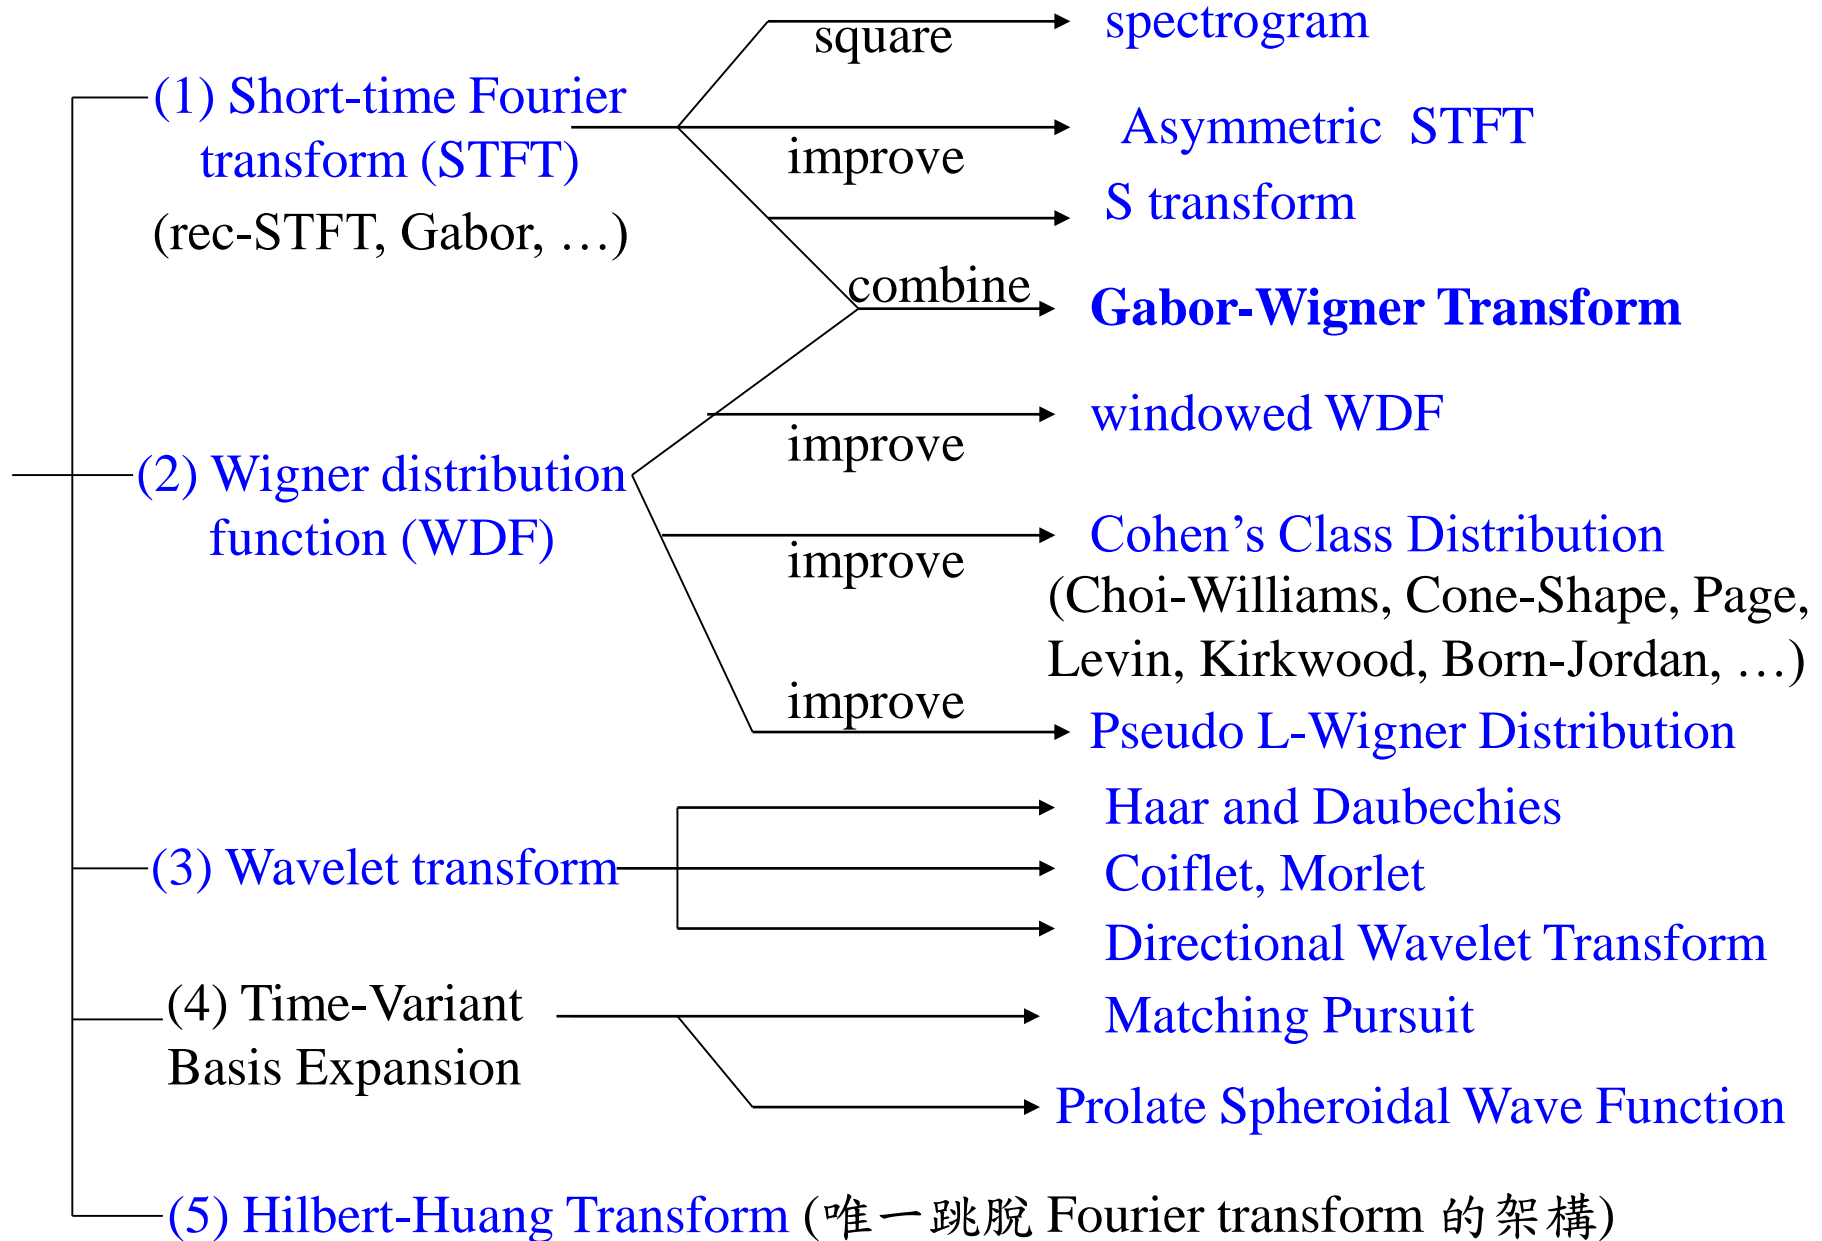 square
spectrogram
(1) Short-time Fourier
transform (STFT)
(rec-STFT, Gabor, …)
improve
Asymmetric STFT
S transform
combine
Gabor-Wigner Transform
(2) Wigner distribution
function (WDF)
improve
windowed WDF
improve
Cohen’s Class Distribution
(Choi-Williams, Cone-Shape, Page,
Levin, Kirkwood, Born-Jordan, …)
improve
Pseudo L-Wigner Distribution
(3) Wavelet transform
Haar and Daubechies
Coiflet, Morlet
Directional Wavelet Transform
(4) Time-Variant
Basis Expansion
Matching Pursuit
Prolate Spheroidal Wave Function
(5) Hilbert-Huang Transform (唯一跳脫 Fourier transform 的架構)